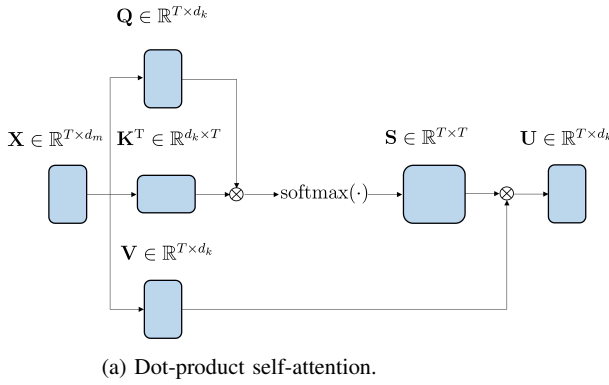 Q ∈ ℝ^{T×d_k}
X ∈ ℝ^{T×d_m}
K^T ∈ ℝ^{d_k×T}
S ∈ ℝ^{T×T}
U ∈ ℝ^{T×d_k}
softmax(·)
V ∈ ℝ^{T×d_k}
(a) Dot-product self-attention.